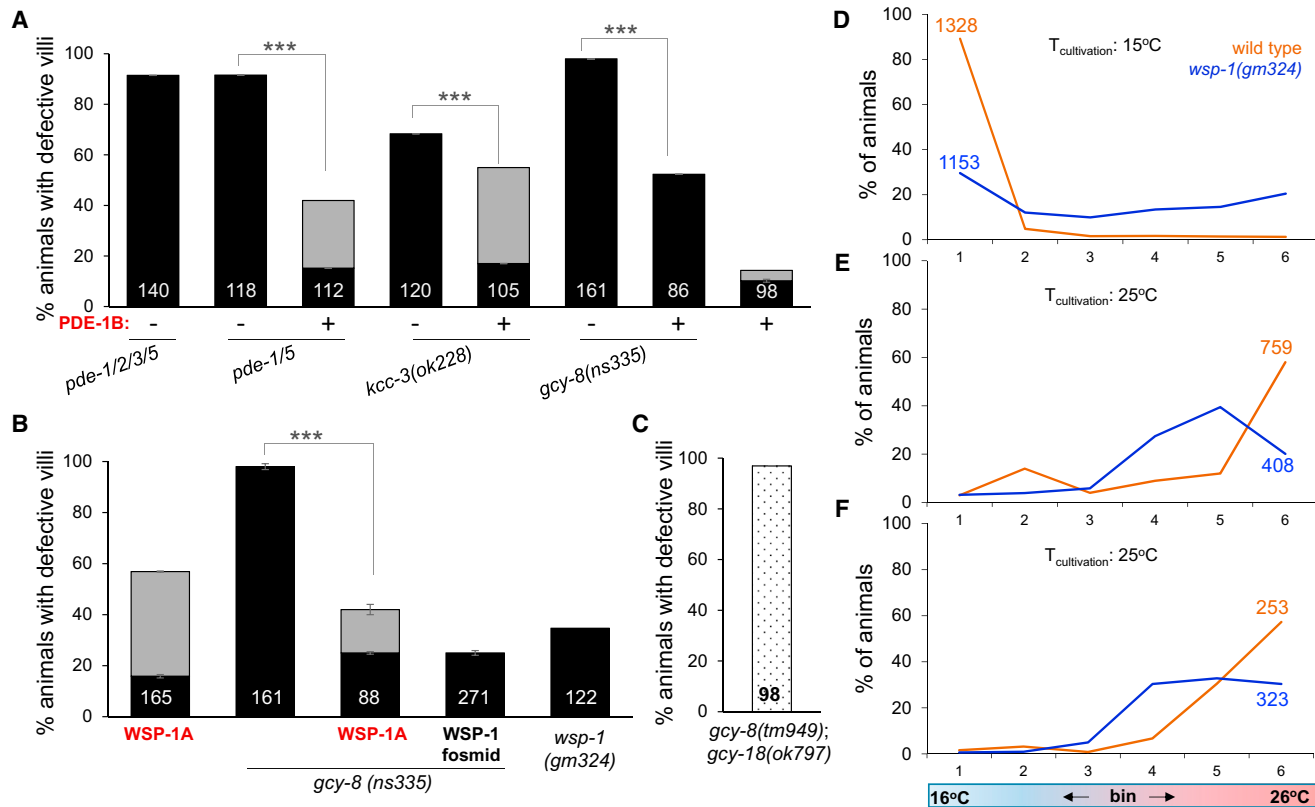 A
% animals with defective villi
100
80
60
40
20
0
***
***
***
140
118
112
120
105
161
86
98
PDE-1B: - - + - + - + +
pde-1/2/3/5
pde-1/5
kcc-3(ok228)
gcy-8(ns335)
B
% animals with defective villi
100
80
60
40
20
0
***
165
161
88
271
122
WSP-1A
WSP-1A
WSP-1
fosmid
wsp-1
(gm324)
gcy-8 (ns335)
C
% animals with defective villi
100
80
60
40
20
0
98
gcy-8(tm949);
gcy-18(ok797)
D
% of animals
100
80
60
40
20
0
1328
1153
Tcultivation: 15oC
wild type
wsp-1(gm324)
1 2 3 4 5 6
E
% of animals
100
80
60
40
20
0
Tcultivation: 25oC
759
408
1 2 3 4 5 6
F
% of animals
100
80
60
40
20
0
Tcultivation: 25oC
253
323
1 2 3 4 5 6
16oC ← bin → 26oC